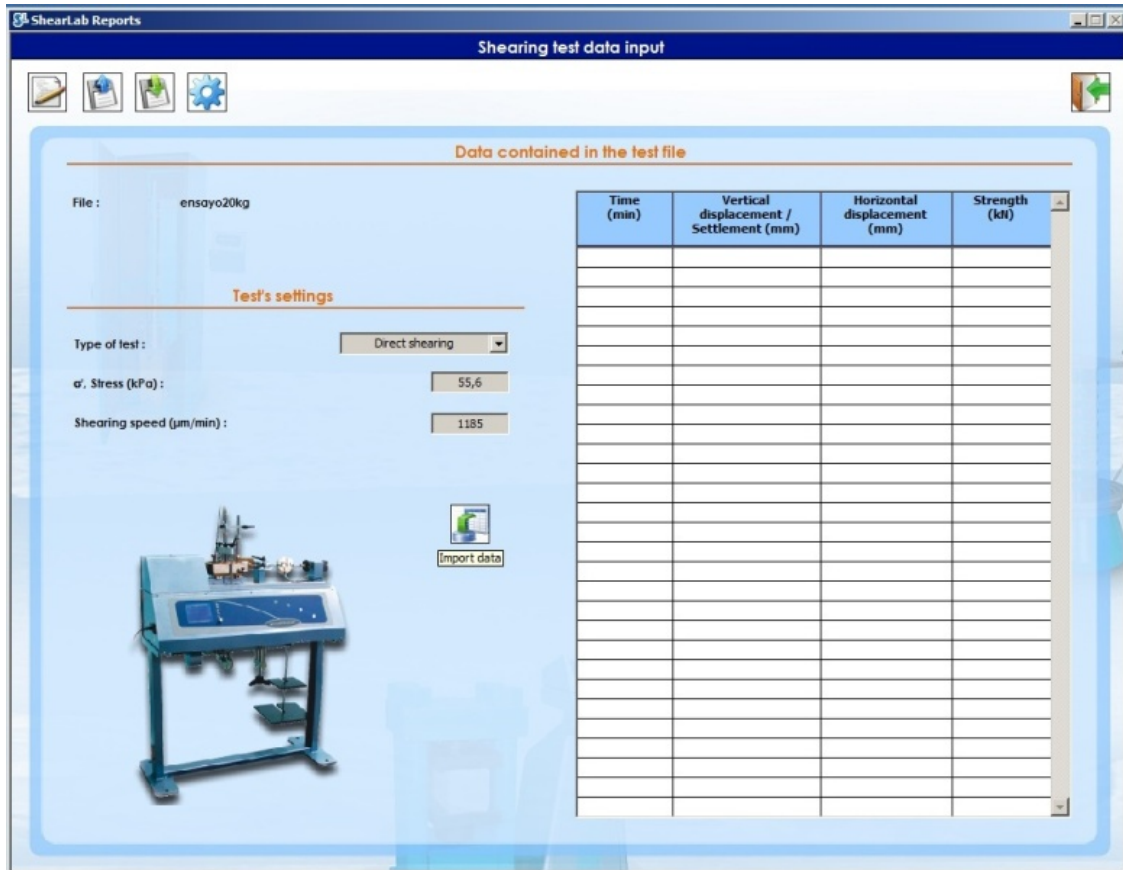 ShearLab Reports
Shearing test data input
Data contained in the test file
File :
ensayo20kg
Time
(min)
Vertical
displacement /
Settlement (mm)
Horizontal
displacement
(mm)
Strength
(kN)
Test's settings
Type of test :
Direct shearing
σ', Stress (kPa) :
55,6
Shearing speed (µm/min) :
1185
Import data